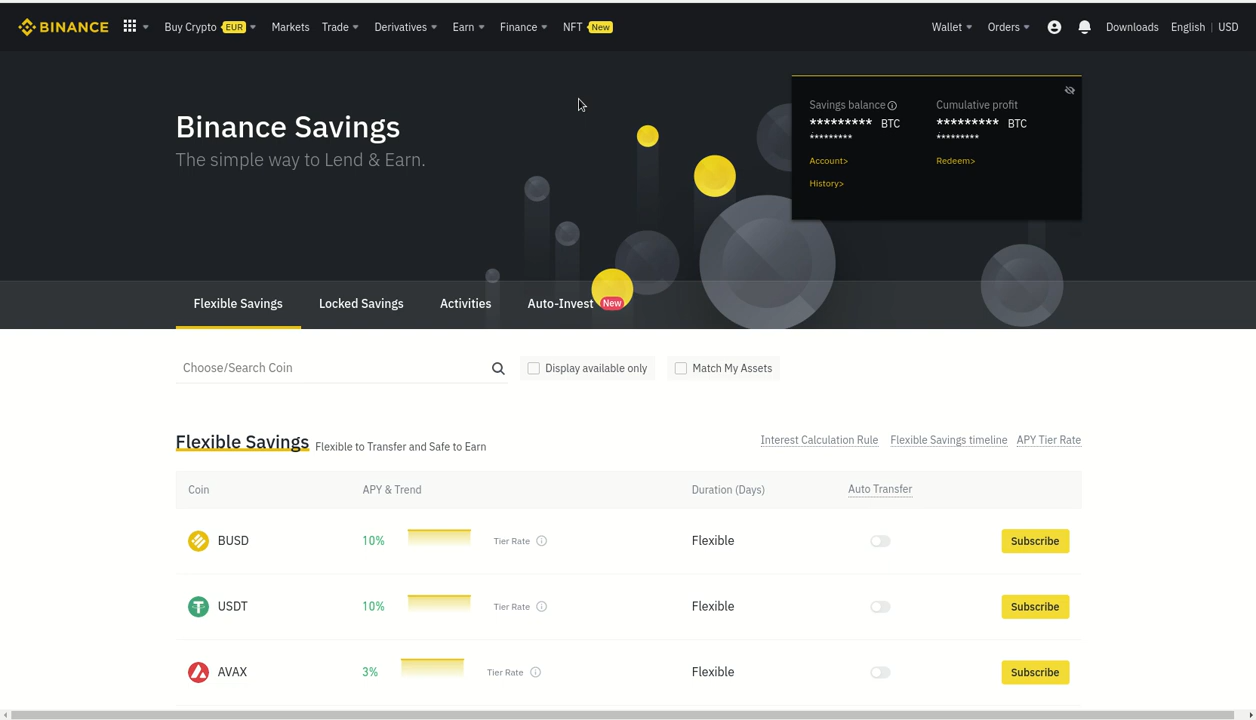 BINANCE
Buy Crypto EUR Markets Trade Derivatives Earn Finance NFT New Wallet Orders Downloads English | USD
Binance Savings
The simple way to Lend & Earn.
Savings balance Cumulative profit
********* BTC ********* BTC
********* *********
Account> Redeem>
History>
Flexible Savings Locked Savings Activities Auto-Invest New
Choose/Search Coin Display available only Match My Assets
Flexible Savings Flexible to Transfer and Safe to Earn Interest Calculation Rule Flexible Savings timeline APY Tier Rate
Coin APY & Trend Duration (Days) Auto Transfer
BUSD 10% Tier Rate Flexible Subscribe
USDT 10% Tier Rate Flexible Subscribe
AVAX 3% Tier Rate Flexible Subscribe